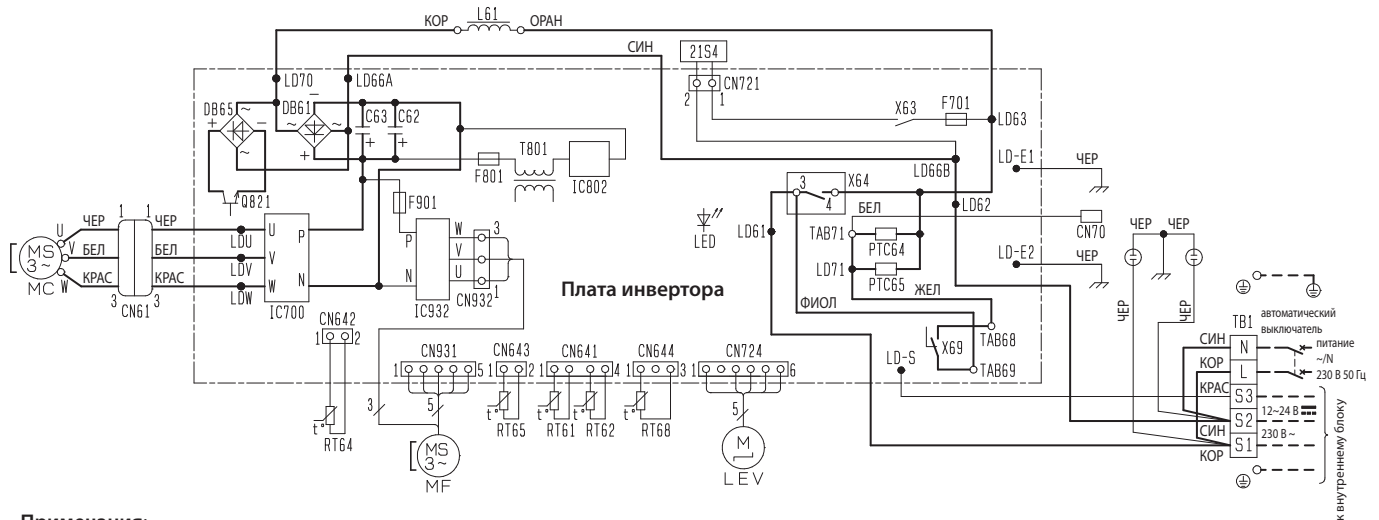 КОР L61 ОРАН
СИН
21S4
LD70 LD66A CN721
2 1
DB65 DB61 C63 C62 X63 F701 LD63
+ ~ − ~ − ~ + ~ + +
T801
F801 IC802
LD66B LD-E1 ЧЕР
Q821 F901
3 X64 4
LD62
БЕЛ CN70
LED LD61 TAB71 PTC64
LD71 PTC65
LD-E2 ЧЕР
ЧЕР ЧЕР
U ЧЕР 1 1 ЧЕР LDU U P
V БЕЛ БЕЛ LDV V
W КРАС 3 3 КРАС LDW W N
MS 3~ MC CN61 IC700
P N W V U 3 1
IC932 CN932
Плата инвертора
ФИОЛ ЖЕЛ
X69 TAB68
TAB69
LD-S
ЧЕР ЧЕР
CN642
1 2
t° RT64
3
CN931
1 5
5
MS 3~
MF
CN643
1 2
t° RT65
CN641
1 4
t° RT61 t° RT62
CN644
1 3
t° RT68
CN724
1 6
5
M
LEV
TB1 автоматический
выключатель
СИН N питание
КОР L ~/N
230 В 50 Гц
КРАС S3
S2 12~24 В
СИН 230 В ~
S1
КОР
к внутреннему блоку
Примечания: